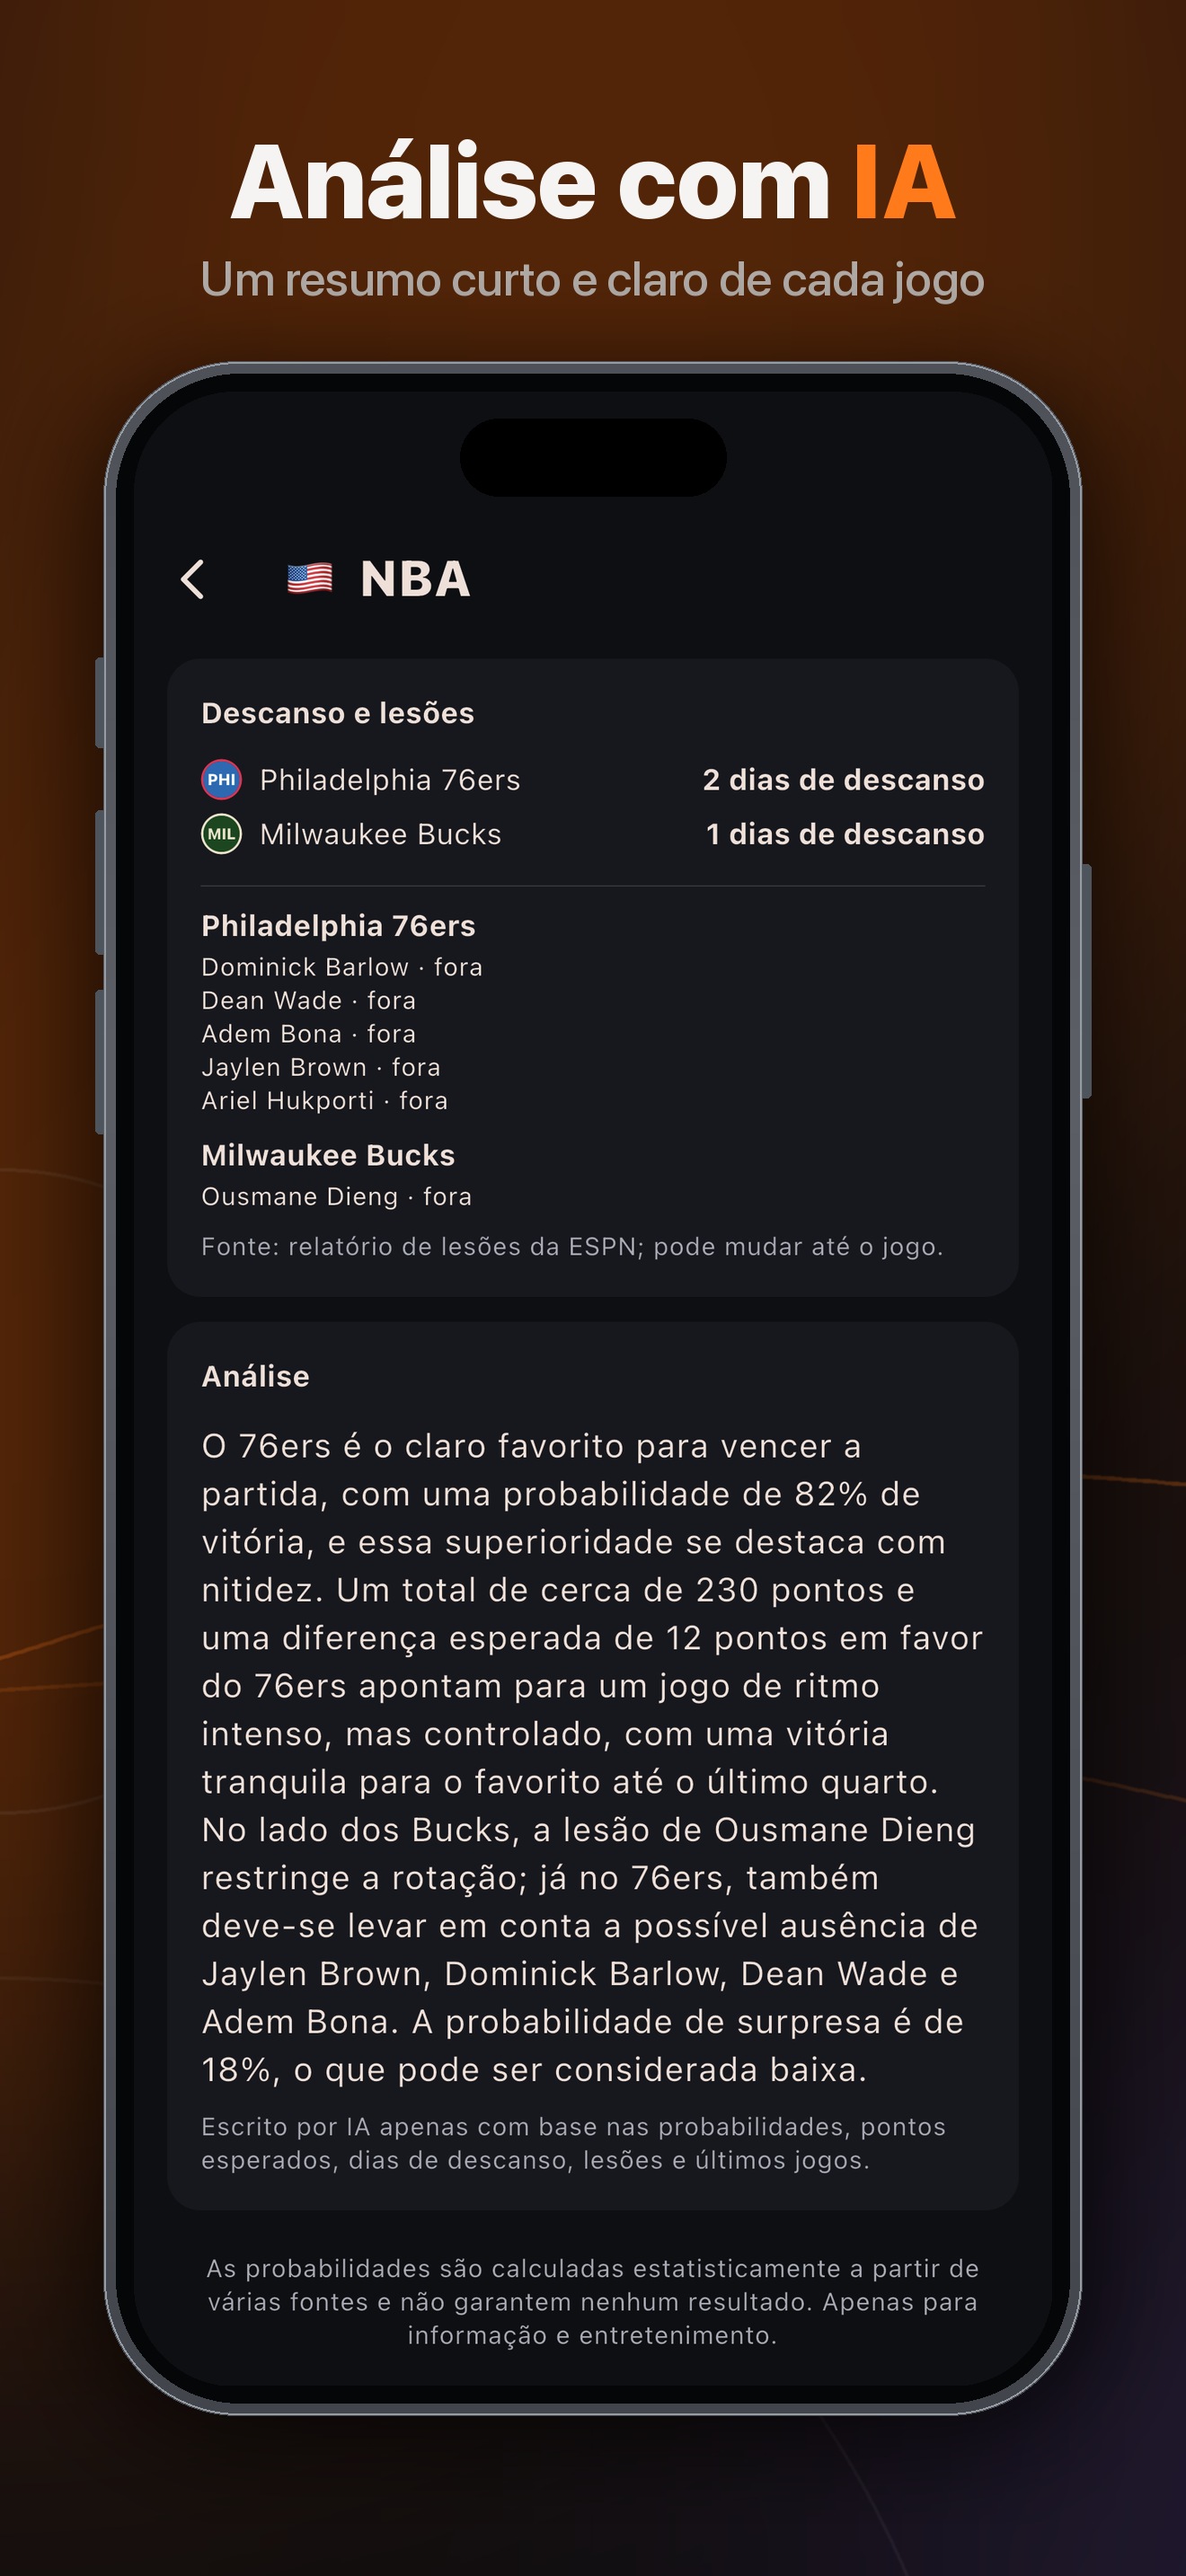 Análise com IA
Um resumo curto e claro de cada jogo
NBA
Descanso e lesões
PHI Philadelphia 76ers 2 dias de descanso
MIL Milwaukee Bucks 1 dias de descanso
Philadelphia 76ers
Dominick Barlow · fora
Dean Wade · fora
Adem Bona · fora
Jaylen Brown · fora
Ariel Hukporti · fora
Milwaukee Bucks
Ousmane Dieng · fora
Fonte: relatório de lesões da ESPN; pode mudar até o jogo.
Análise
O 76ers é o claro favorito para vencer a
partida, com uma probabilidade de 82% de
vitória, e essa superioridade se destaca com
nitidez. Um total de cerca de 230 pontos e
uma diferença esperada de 12 pontos em favor
do 76ers apontam para um jogo de ritmo
intenso, mas controlado, com uma vitória
tranquila para o favorito até o último quarto.
No lado dos Bucks, a lesão de Ousmane Dieng
restringe a rotação; já no 76ers, também
deve-se levar em conta a possível ausência de
Jaylen Brown, Dominick Barlow, Dean Wade e
Adem Bona. A probabilidade de surpresa é de
18%, o que pode ser considerada baixa.
Escrito por IA apenas com base nas probabilidades, pontos
esperados, dias de descanso, lesões e últimos jogos.
As probabilidades são calculadas estatisticamente a partir de
várias fontes e não garantem nenhum resultado. Apenas para
informação e entretenimento.